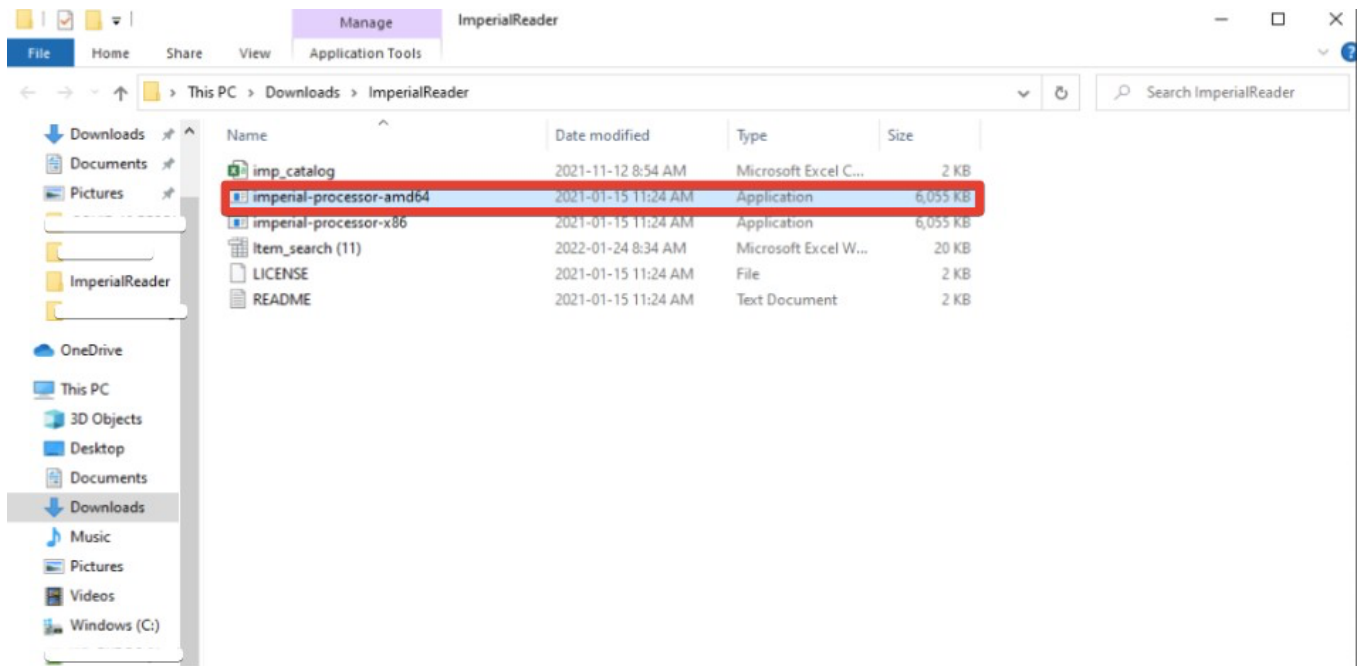 Manage ImperialReader
File Home Share View Application Tools
This PC > Downloads > ImperialReader Search ImperialReader
Downloads
Documents
Pictures
ImperialReader
OneDrive
This PC
3D Objects
Desktop
Documents
Downloads
Music
Pictures
Videos
Windows (C:)
Name Date modified Type Size
imp_catalog 2021-11-12 8:54 AM Microsoft Excel C... 2 KB
imperial-processor-amd64 2021-01-15 11:24 AM Application 6,055 KB
imperial-processor-x86 2021-01-15 11:24 AM Application 6,055 KB
Item_search (11) 2022-01-24 8:34 AM Microsoft Excel W... 20 KB
LICENSE 2021-01-15 11:24 AM File 2 KB
README 2021-01-15 11:24 AM Text Document 2 KB